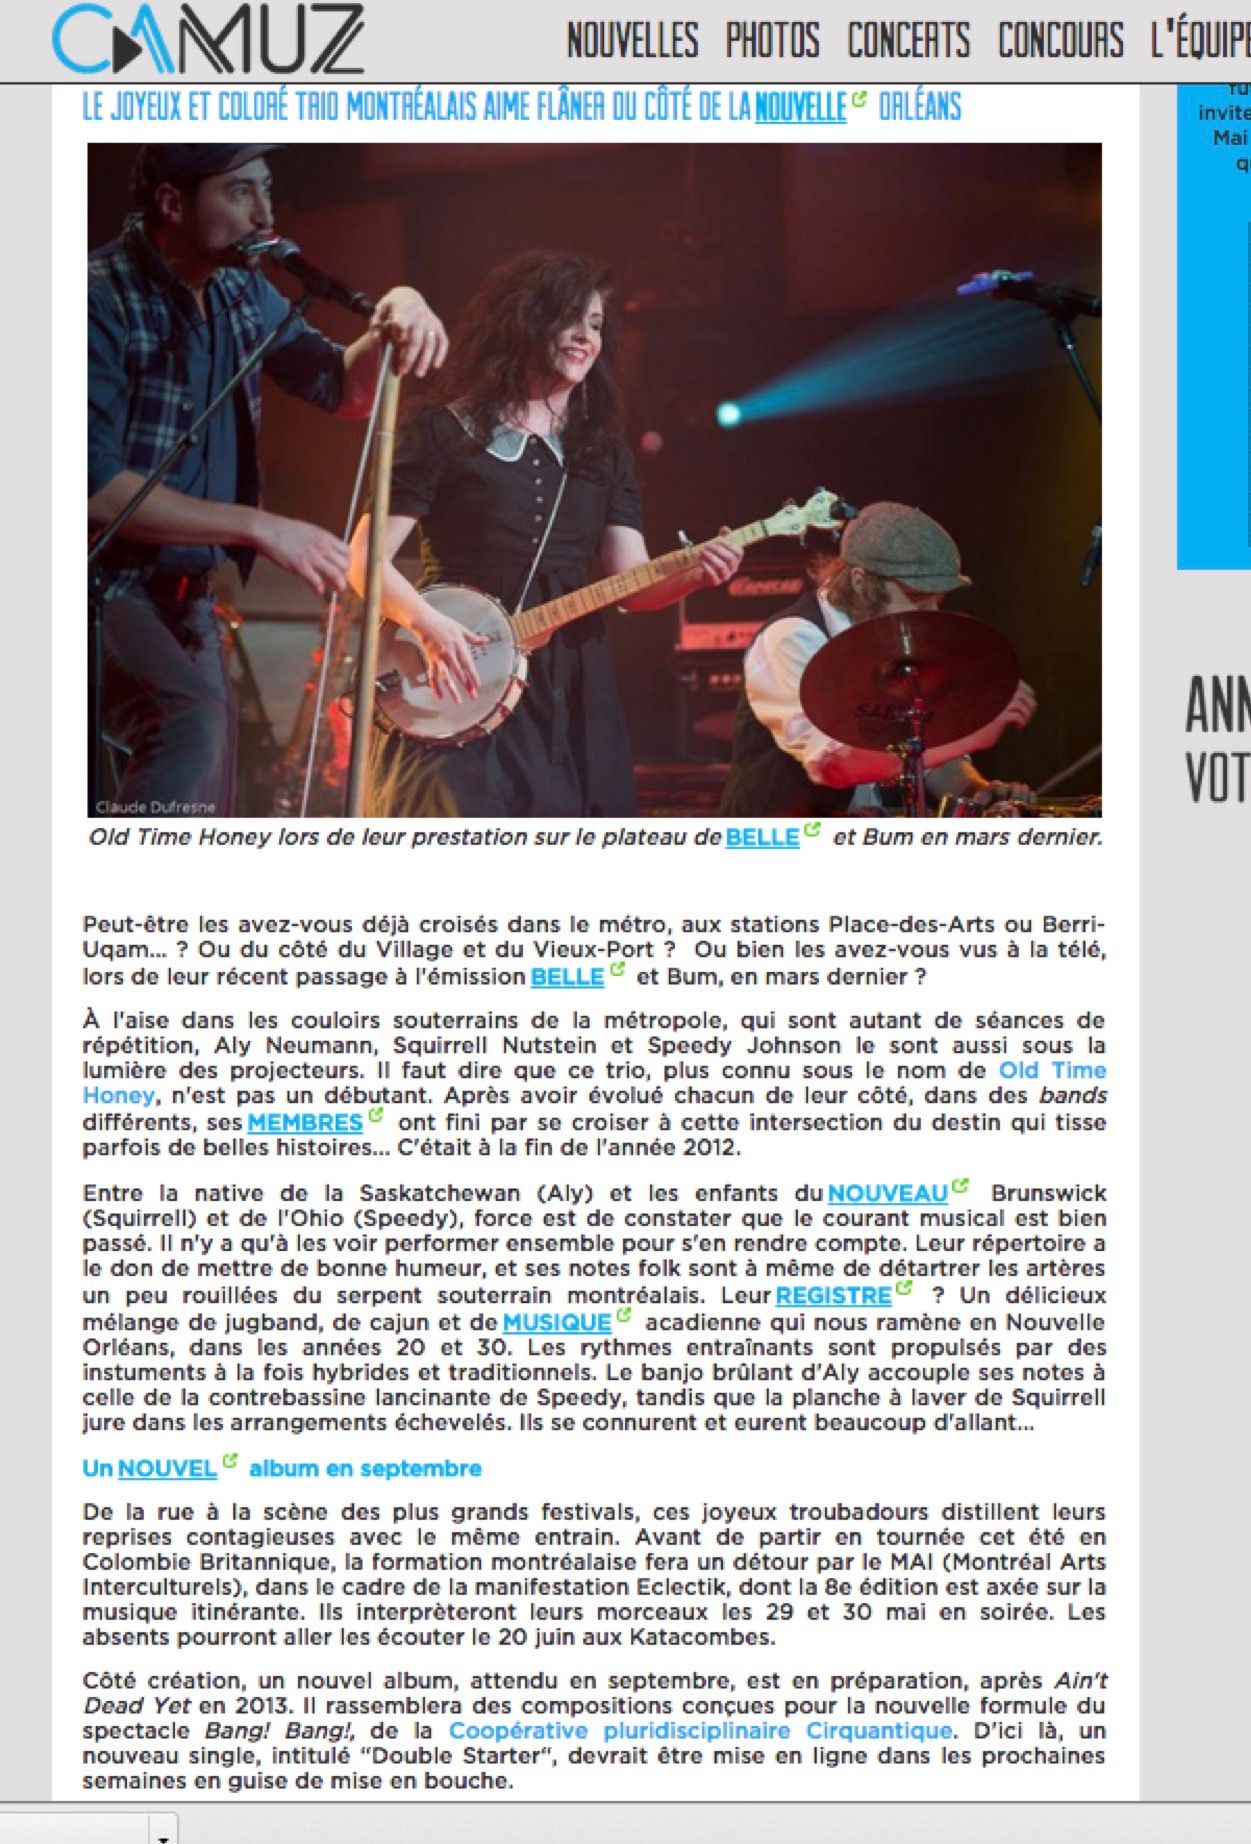 CAMUZ
NOUVELLES PHOTOS CONCERTS CONCOURS L'ÉQUIPE
LE JOYEUX ET COLORÉ TRIO MONTRÉALAIS AIME FLÂNER DU CÔTÉ DE LA NOUVELLE ORLÉANS
invite
Mai
q
Claude Dufresne
Old Time Honey lors de leur prestation sur le plateau de BELLE et Bum en mars dernier.
ANN
VOT
Peut-être les avez-vous déjà croisés dans le métro, aux stations Place-des-Arts ou Berri-
Uqam... ? Ou du côté du Village et du Vieux-Port ? Ou bien les avez-vous vus à la télé,
lors de leur récent passage à l'émission BELLE et Bum, en mars dernier ?
À l'aise dans les couloirs souterrains de la métropole, qui sont autant de séances de
répétition, Aly Neumann, Squirrell Nutstein et Speedy Johnson le sont aussi sous la
lumière des projecteurs. Il faut dire que ce trio, plus connu sous le nom de Old Time
Honey, n'est pas un débutant. Après avoir évolué chacun de leur côté, dans des bands
différents, ses MEMBRES ont fini par se croiser à cette intersection du destin qui tisse
parfois de belles histoires... C'était à la fin de l'année 2012.
Entre la native de la Saskatchewan (Aly) et les enfants du NOUVEAU Brunswick
(Squirrell) et de l'Ohio (Speedy), force est de constater que le courant musical est bien
passé. Il n'y a qu'à les voir performer ensemble pour s'en rendre compte. Leur répertoire a
le don de mettre de bonne humeur, et ses notes folk sont à même de détartrer les artères
un peu rouillées du serpent souterrain montréalais. Leur REGISTRE ? Un délicieux
mélange de jugband, de cajun et de MUSIQUE acadienne qui nous ramène en Nouvelle
Orléans, dans les années 20 et 30. Les rythmes entraînants sont propulsés par des
instuments à la fois hybrides et traditionnels. Le banjo brûlant d'Aly accouple ses notes à
celle de la contrebassine lancinante de Speedy, tandis que la planche à laver de Squirrell
jure dans les arrangements échevelés. Ils se connurent et eurent beaucoup d'allant...
Un NOUVEL album en septembre
De la rue à la scène des plus grands festivals, ces joyeux troubadours distillent leurs
reprises contagieuses avec le même entrain. Avant de partir en tournée cet été en
Colombie Britannique, la formation montréalaise fera un détour par le MAI (Montréal Arts
Interculturels), dans le cadre de la manifestation Eclectik, dont la 8e édition est axée sur la
musique itinérante. Ils interprèteront leurs morceaux les 29 et 30 mai en soirée. Les
absents pourront aller les écouter le 20 juin aux Katacombes.
Côté création, un nouvel album, attendu en septembre, est en préparation, après Ain't
Dead Yet en 2013. Il rassemblera des compositions conçues pour la nouvelle formule du
spectacle Bang! Bang!, de la Coopérative pluridisciplinaire Cirquantique. D'ici là, un
nouveau single, intitulé “Double Starter“, devrait être mise en ligne dans les prochaines
semaines en guise de mise en bouche.